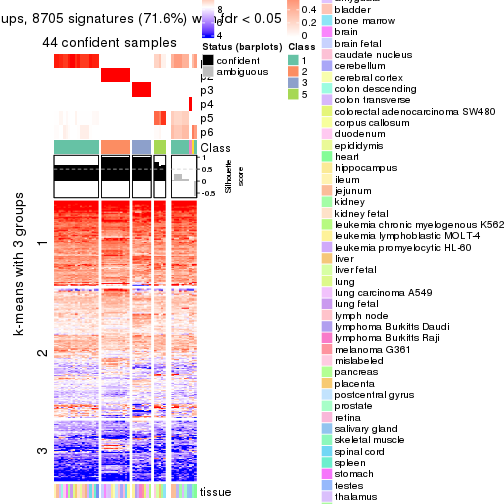 ups, 8705 signatures (71.6%) with fdr < 0.05
44 confident samples
8
6
4
0.4
0.2
0
Status (barplots)
confident
ambiguous
Class
1
2
3
5
p2
p3
p4
p5
p6
Class
1
0.5
0
-0.5
Silhouette
score
k-means with 3 groups
1
2
3
tissue
bladder
bone marrow
brain
brain fetal
caudate nucleus
cerebellum
cerebral cortex
colon descending
colon transverse
colorectal adenocarcinoma SW480
corpus callosum
duodenum
epididymis
heart
hippocampus
ileum
jejunum
kidney
kidney fetal
leukemia chronic myelogenous K562
leukemia lymphoblastic MOLT-4
leukemia promyelocytic HL-60
liver
liver fetal
lung
lung carcinoma A549
lung fetal
lymph node
lymphoma Burkitts Daudi
lymphoma Burkitts Raji
melanoma G361
mislabeled
pancreas
placenta
postcentral gyrus
prostate
retina
salivary gland
skeletal muscle
spinal cord
spleen
stomach
testes
thalamus